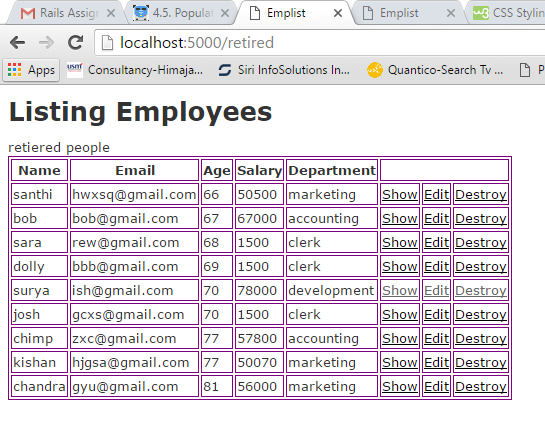 Rails Assig 4.5. Populat Emplist Emplist CSS Stylin
localhost:5000/retired
Apps Consultancy-Himaja... Siri InfoSolutions In... Quantico-Search Tv ... P
Listing Employees
retiered people
Name Email Age Salary Department
santhi hwxsq@gmail.com 66 50500 marketing Show Edit Destroy
bob bob@gmail.com 67 67000 accounting Show Edit Destroy
sara rew@gmail.com 68 1500 clerk Show Edit Destroy
dolly bbb@gmail.com 69 1500 clerk Show Edit Destroy
surya ish@gmail.com 70 78000 development Show Edit Destroy
josh gcxs@gmail.com 70 1500 clerk Show Edit Destroy
chimp zxc@gmail.com 77 57800 accounting Show Edit Destroy
kishan hjgsa@gmail.com 77 50070 marketing Show Edit Destroy
chandra gyu@gmail.com 81 56000 marketing Show Edit Destroy